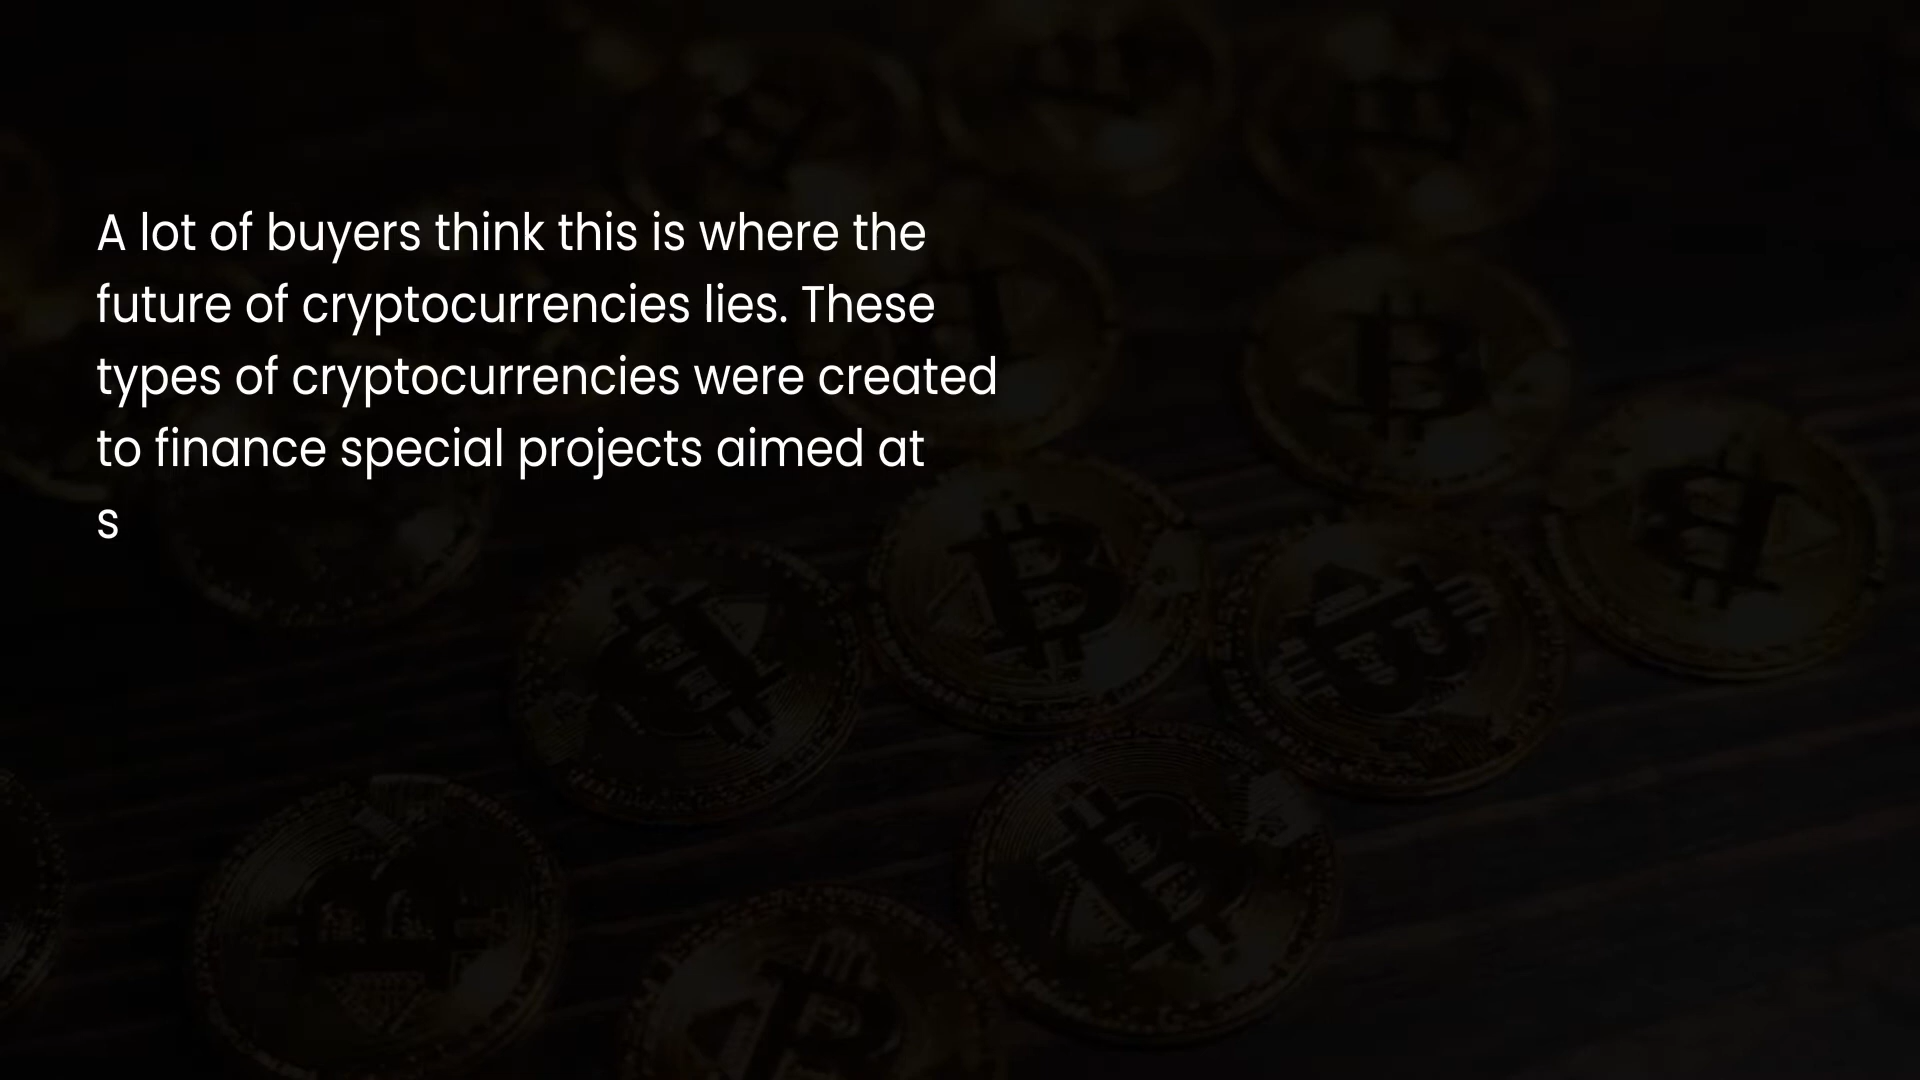 A lot of buyers think this is where the
future of cryptocurrencies lies. These
types of cryptocurrencies were created
to finance special projects aimed at
s